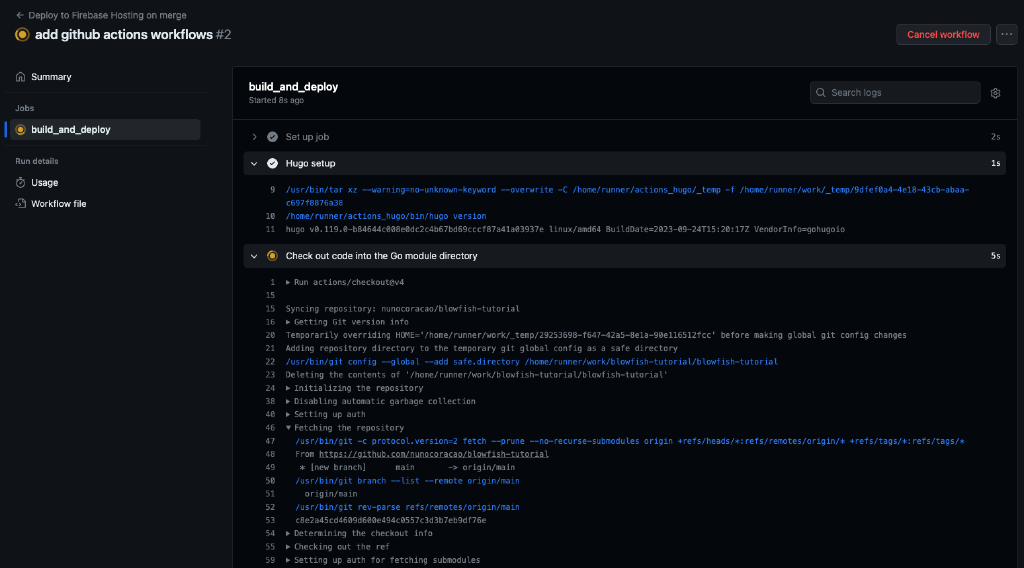 ← Deploy to Firebase Hosting on merge
add github actions workflows #2
Cancel workflow
...
Summary
Jobs
build_and_deploy
Run details
Usage
Workflow file
build_and_deploy
Started 8s ago
Search logs
Set up job 2s
Hugo setup 1s
9 /usr/bin/tar xz --warning=no-unknown-keyword --overwrite -C /home/runner/actions_hugo/_temp -f /home/runner/work/_temp/9dfef0a4-4e18-43cb-abaa-
c697f8876a38
10 /home/runner/actions_hugo/bin/hugo version
11 hugo v0.119.0-b84644c008e0dc2c4b67bd69cccf87a41a03937e linux/amd64 BuildDate=2023-09-24T15:20:17Z VendorInfo=gohugoio
Check out code into the Go module directory 5s
1 ▶ Run actions/checkout@v4
15
15 Syncing repository: nunocoracao/blowfish-tutorial
16 ▶ Getting Git version info
20 Temporarily overriding HOME='/home/runner/work/_temp/29253698-f647-42a5-8e1a-90e116512fcc' before making global git config changes
21 Adding repository directory to the temporary git global config as a safe directory
22 /usr/bin/git config --global --add safe.directory /home/runner/work/blowfish-tutorial/blowfish-tutorial
23 Deleting the contents of '/home/runner/work/blowfish-tutorial/blowfish-tutorial'
24 ▶ Initializing the repository
38 ▶ Disabling automatic garbage collection
40 ▶ Setting up auth
46 ▼ Fetching the repository
47 /usr/bin/git -c protocol.version=2 fetch --prune --no-recurse-submodules origin +refs/heads/*:refs/remotes/origin/* +refs/tags/*:refs/tags/*
48 From https://github.com/nunocoracao/blowfish-tutorial
49 * [new branch] main -> origin/main
50 /usr/bin/git branch --list --remote origin/main
51 origin/main
52 /usr/bin/git rev-parse refs/remotes/origin/main
53 c8e2a45cd4609d600e494c0557c3d3b7eb9df76e
54 ▶ Determining the checkout info
55 ▶ Checking out the ref
59 ▶ Setting up auth for fetching submodules